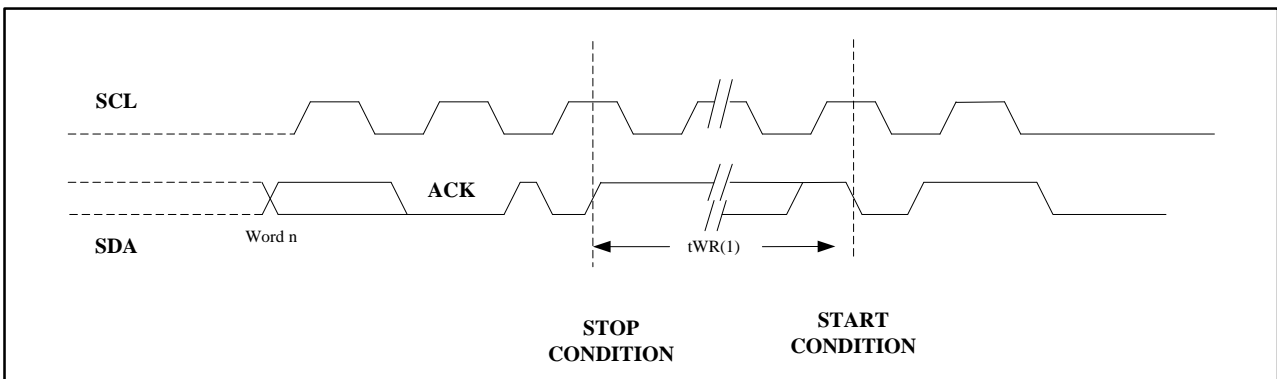 SCL
ACK
Word n
SDA
tWR(1)
STOP
CONDITION
START
CONDITION